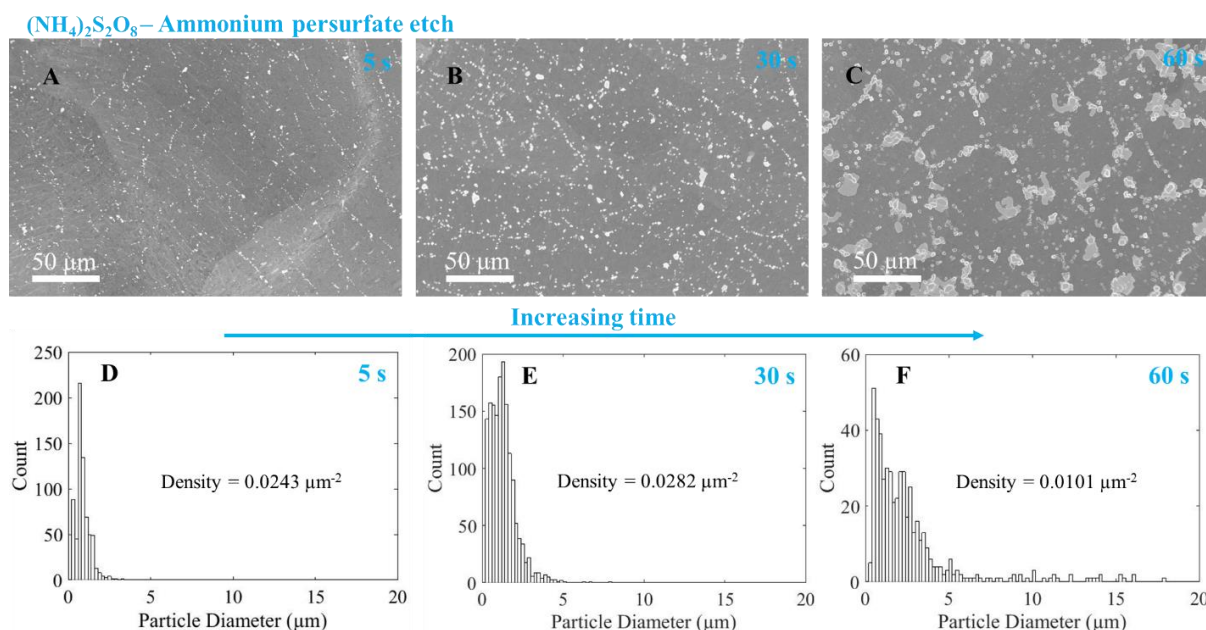 (NH4)2S2O8 – Ammonium persurfate etch
A
5 s
B
30 s
C
60 s
50 µm
50 µm
50 µm
Increasing time
250
200
150
100
50
0
Count
D
5 s
Density = 0.0243 µm-2
0 5 10 15 20
Particle Diameter (µm)
200
150
100
50
0
Count
E
30 s
Density = 0.0282 µm-2
0 5 10 15 20
Particle Diameter (µm)
60
40
20
0
Count
F
60 s
Density = 0.0101 µm-2
0 5 10 15 20
Particle Diameter (µm)